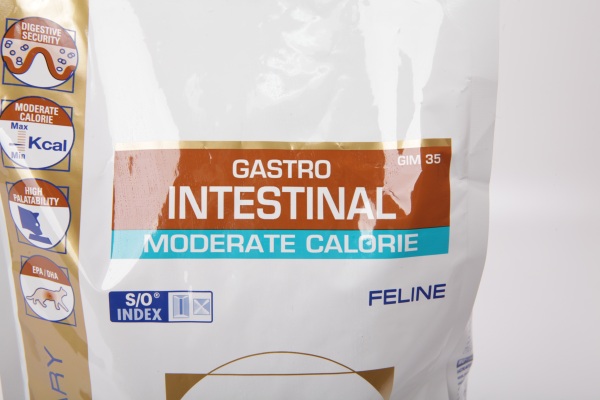 DIGESTIVE
SECURITY
MODERATE
CALORIE
Max
Kcal
Min
HIGH
PALATABILITY
EPA / DHA
GIM 35
GASTRO
INTESTINAL
MODERATE CALORIE
S/O®
INDEX
FELINE
ARY